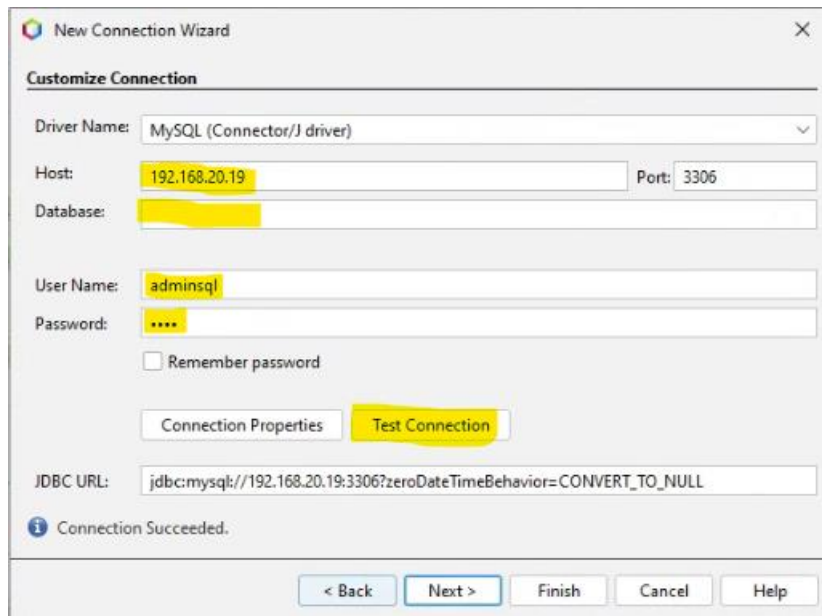 New Connection Wizard
Customize Connection
Driver Name: MySQL (Connector/J driver)
Host: 192.168.20.19 Port: 3306
Database:
User Name: adminsql
Password: ••••
Remember password
Connection Properties Test Connection
JDBC URL: jdbc:mysql://192.168.20.19:3306?zeroDateTimeBehavior=CONVERT_TO_NULL
Connection Succeeded.
< Back Next > Finish Cancel Help